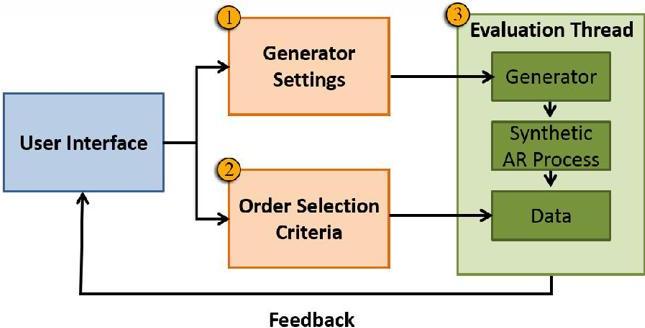 1
Generator
Settings
3
Evaluation Thread
Generator
User Interface
Synthetic
AR Process
2
Order Selection
Criteria
Data
Feedback